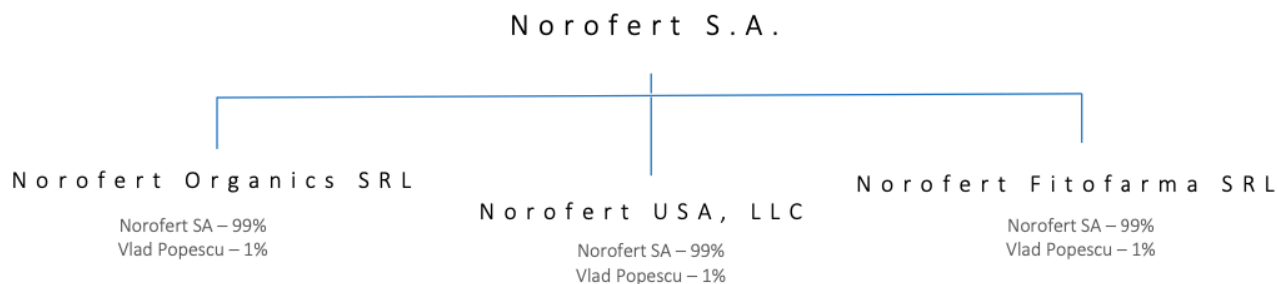 Norofert S.A.
Norofert Organics SRL
Norofert SA – 99%
Vlad Popescu – 1%
Norofert USA, LLC
Norofert SA – 99%
Vlad Popescu – 1%
Norofert Fitofarma SRL
Norofert SA – 99%
Vlad Popescu – 1%